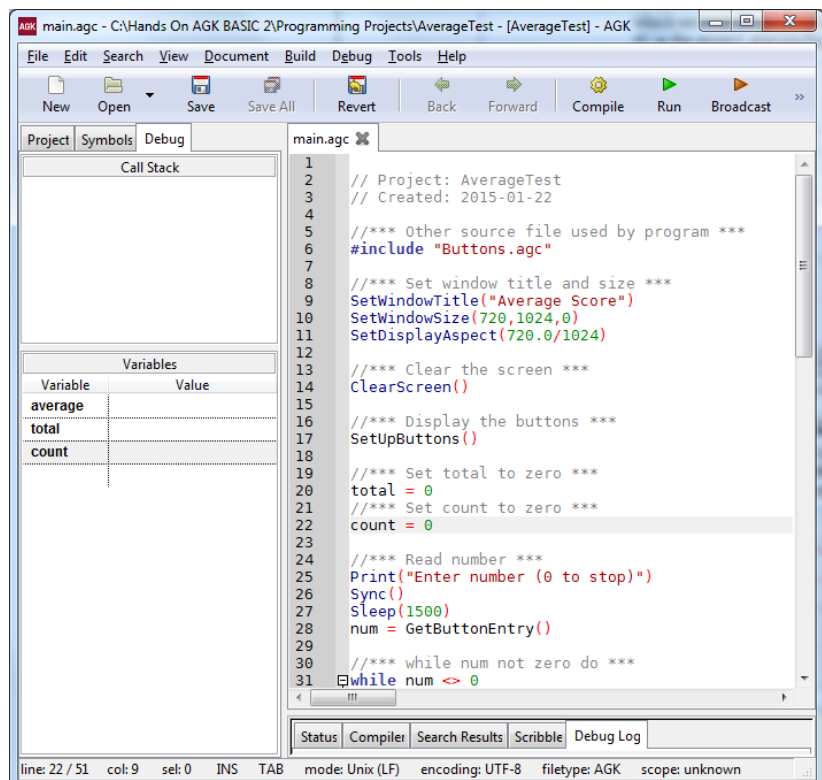 AGK main.agc - C:\Hands On AGK BASIC 2\Programming Projects\AverageTest - [AverageTest] - AGK
File Edit Search View Document Build Debug Tools Help
New Open Save Save All Revert Back Forward Compile Run Broadcast »
Project Symbols Debug main.agc
Call Stack
Variables
Variable Value
average
total
count
1
2 // Project: AverageTest
3 // Created: 2015-01-22
4
5 //*** Other source file used by program ***
6 #include "Buttons.agc"
7
8 //*** Set window title and size ***
9 SetWindowTitle("Average Score")
10 SetWindowSize(720,1024,0)
11 SetDisplayAspect(720.0/1024)
12
13 //*** Clear the screen ***
14 ClearScreen()
15
16 //*** Display the buttons ***
17 SetUpButtons()
18
19 //*** Set total to zero ***
20 total = 0
21 //*** Set count to zero ***
22 count = 0
23
24 //*** Read number ***
25 Print("Enter number (0 to stop)")
26 Sync()
27 Sleep(1500)
28 num = GetButtonEntry()
29
30 //*** while num not zero do ***
31 while num <> 0
Status Compiler Search Results Scribble Debug Log
line: 22 / 51 col: 9 sel: 0 INS TAB mode: Unix (LF) encoding: UTF-8 filetype: AGK scope: unknown